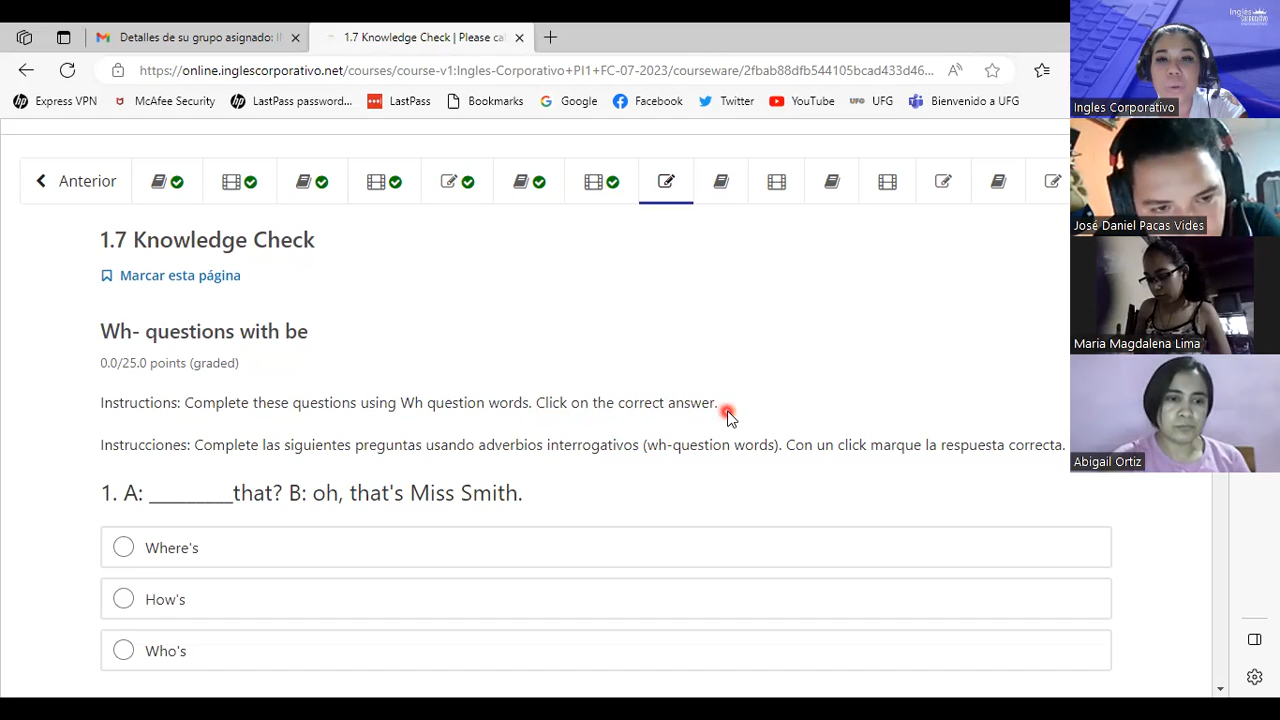 Detalles de su grupo asignado: I
1.7 Knowledge Check | Please ca
https://online.inglescorporativo.net/courses/course-v1:Ingles-Corporativo+PI1+FC-07-2023/courseware/2fbab88dfb544105bcad433d46...
Express VPN McAfee Security LastPass password... LastPass Bookmarks Google Facebook Twitter YouTube UFG UFG Bienvenido a UFG
Anterior
1.7 Knowledge Check
Marcar esta página
Wh- questions with be
0.0/25.0 points (graded)
Instructions: Complete these questions using Wh question words. Click on the correct answer.
Instrucciones: Complete las siguientes preguntas usando adverbios interrogativos (wh-question words). Con un click marque la respuesta correcta.
1. A: _________that? B: oh, that's Miss Smith.
Where's
How's
Who's
Inglés
Corporativo
Ingles Corporativo
José Daniel Pacas Vides
Maria Magdalena Lima
Abigail Ortiz